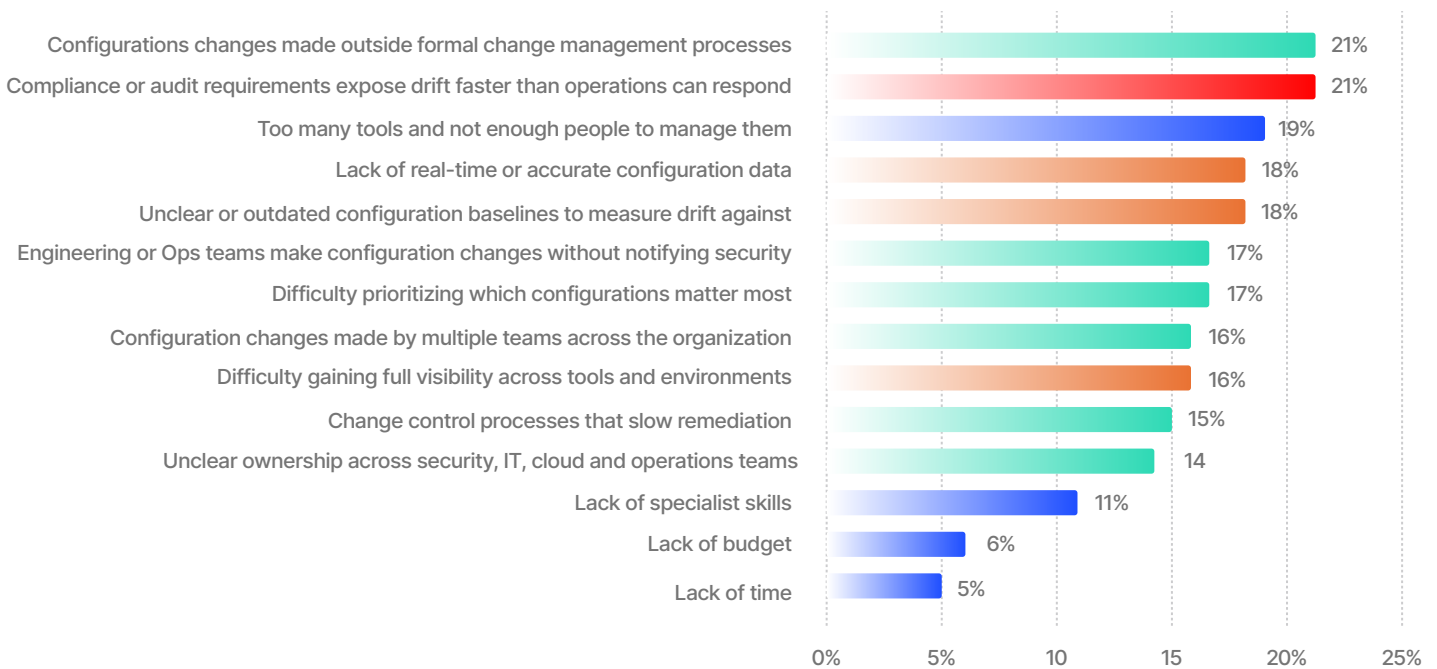 Configurations changes made outside formal change management processes 21%
Compliance or audit requirements expose drift faster than operations can respond 21%
Too many tools and not enough people to manage them 19%
Lack of real-time or accurate configuration data 18%
Unclear or outdated configuration baselines to measure drift against 18%
Engineering or Ops teams make configuration changes without notifying security 17%
Difficulty prioritizing which configurations matter most 17%
Configuration changes made by multiple teams across the organization 16%
Difficulty gaining full visibility across tools and environments 16%
Change control processes that slow remediation 15%
Unclear ownership across security, IT, cloud and operations teams 14
Lack of specialist skills 11%
Lack of budget 6%
Lack of time 5%
0% 5% 10 15 20% 25%